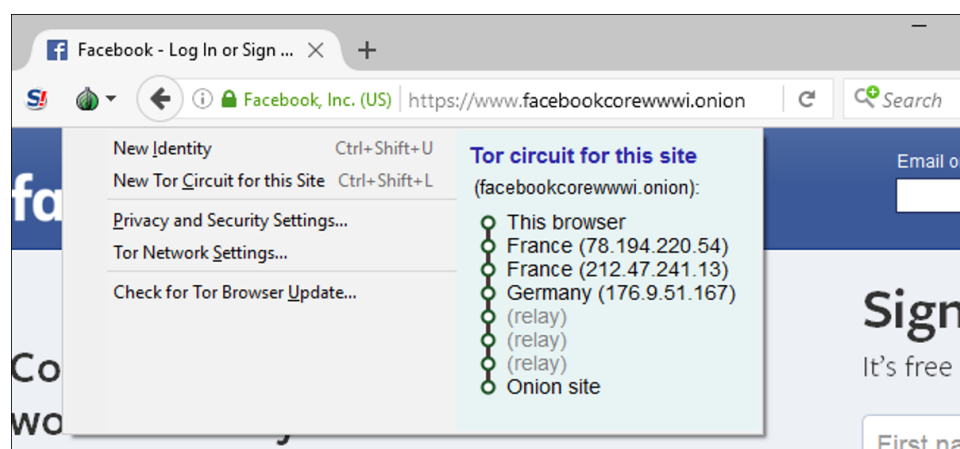 Facebook - Log In or Sign ...
Facebook, Inc. (US) https://www.facebookcorewwwi.onion Search
New Identity Ctrl+Shift+U
New Tor Circuit for this Site Ctrl+Shift+L
Privacy and Security Settings...
Tor Network Settings...
Check for Tor Browser Update...
Tor circuit for this site
(facebookcorewwwi.onion):
This browser
France (78.194.220.54)
France (212.47.241.13)
Germany (176.9.51.167)
(relay)
(relay)
(relay)
Onion site
fa
Email o
Co
wo
Sign
It's free
First na